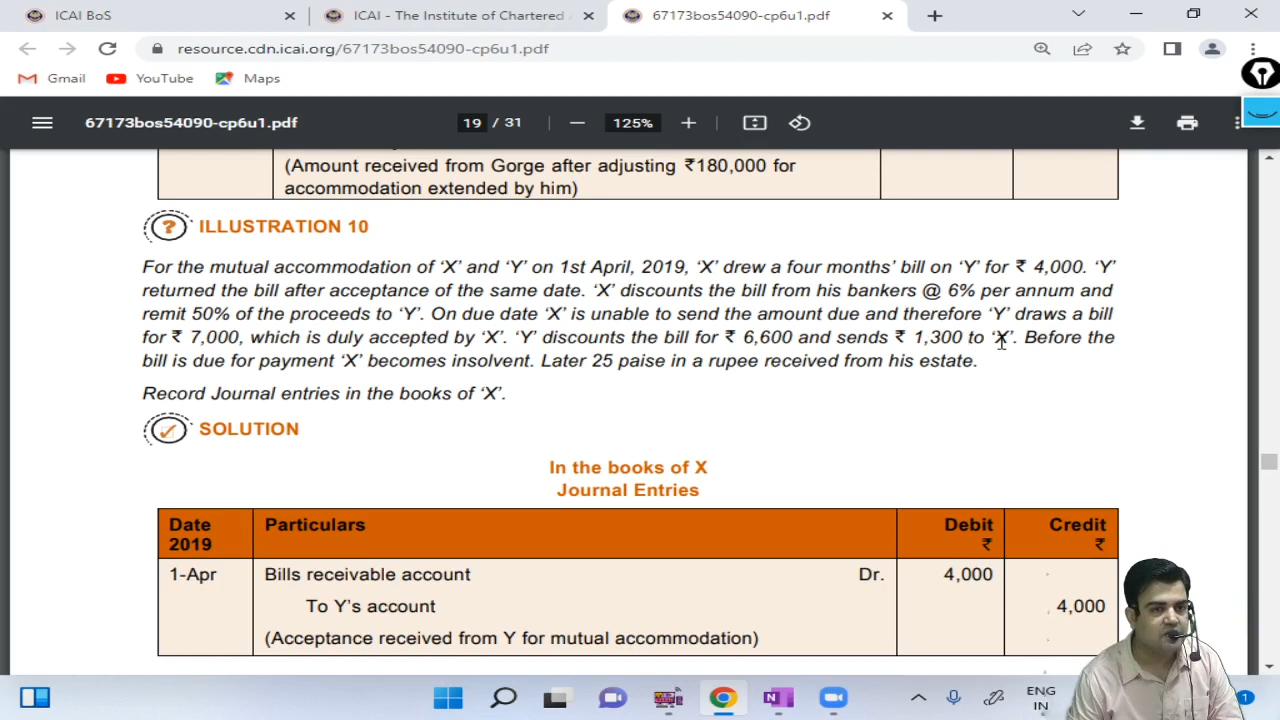 ICAI BoS
ICAI - The Institute of Chartered
67173bos54090-cp6u1.pdf
resource.cdn.icai.org/67173bos54090-cp6u1.pdf
Gmail YouTube Maps
67173bos54090-cp6u1.pdf 19 / 31 125%
(Amount received from Gorge after adjusting ₹180,000 for
accommodation extended by him)
ILLUSTRATION 10
For the mutual accommodation of ‘X’ and ‘Y’ on 1st April, 2019, ‘X’ drew a four months’ bill on ‘Y’ for ₹ 4,000. ‘Y’
returned the bill after acceptance of the same date. ‘X’ discounts the bill from his bankers @ 6% per annum and
remit 50% of the proceeds to ‘Y’. On due date ‘X’ is unable to send the amount due and therefore ‘Y’ draws a bill
for ₹ 7,000, which is duly accepted by ‘X’. ‘Y’ discounts the bill for ₹ 6,600 and sends ₹ 1,300 to ‘X’. Before the
bill is due for payment ‘X’ becomes insolvent. Later 25 paise in a rupee received from his estate.
Record Journal entries in the books of ‘X’.
SOLUTION
In the books of X
Journal Entries
Date Particulars Debit Credit
2019 ₹ ₹
1-Apr Bills receivable account Dr. 4,000
To Y’s account 4,000
(Acceptance received from Y for mutual accommodation)
ENG
IN
1